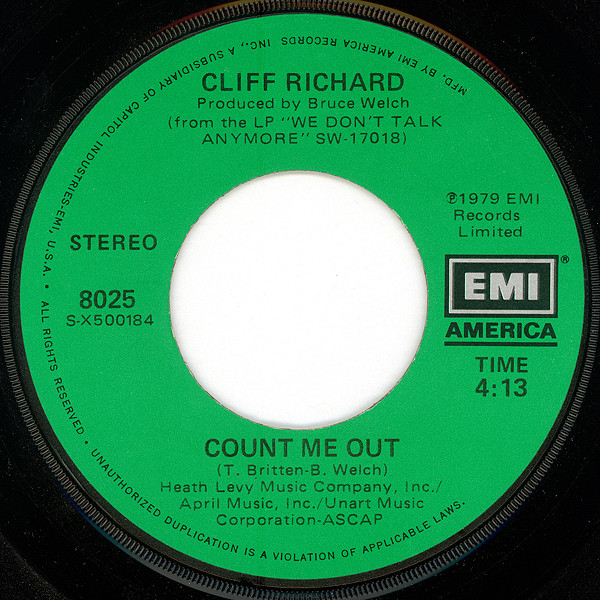 MFD. BY EMI AMERICA RECORDS, INC., A SUBSIDIARY OF CAPITOL INDUSTRIES-EMI, U.S.A. • ALL RIGHTS RESERVED • UNAUTHORIZED DUPLICATION IS A VIOLATION OF APPLICABLE LAWS.
CLIFF RICHARD
Produced by Bruce Welch
(from the LP "WE DON'T TALK
ANYMORE" SW-17018)
℗1979 EMI
Records
Limited
STEREO
8025
S-X500184
EMI®
AMERICA
TIME
4:13
COUNT ME OUT
(T. Britten-B. Welch)
Heath Levy Music Company, Inc./
April Music, Inc./Unart Music
Corporation-ASCAP